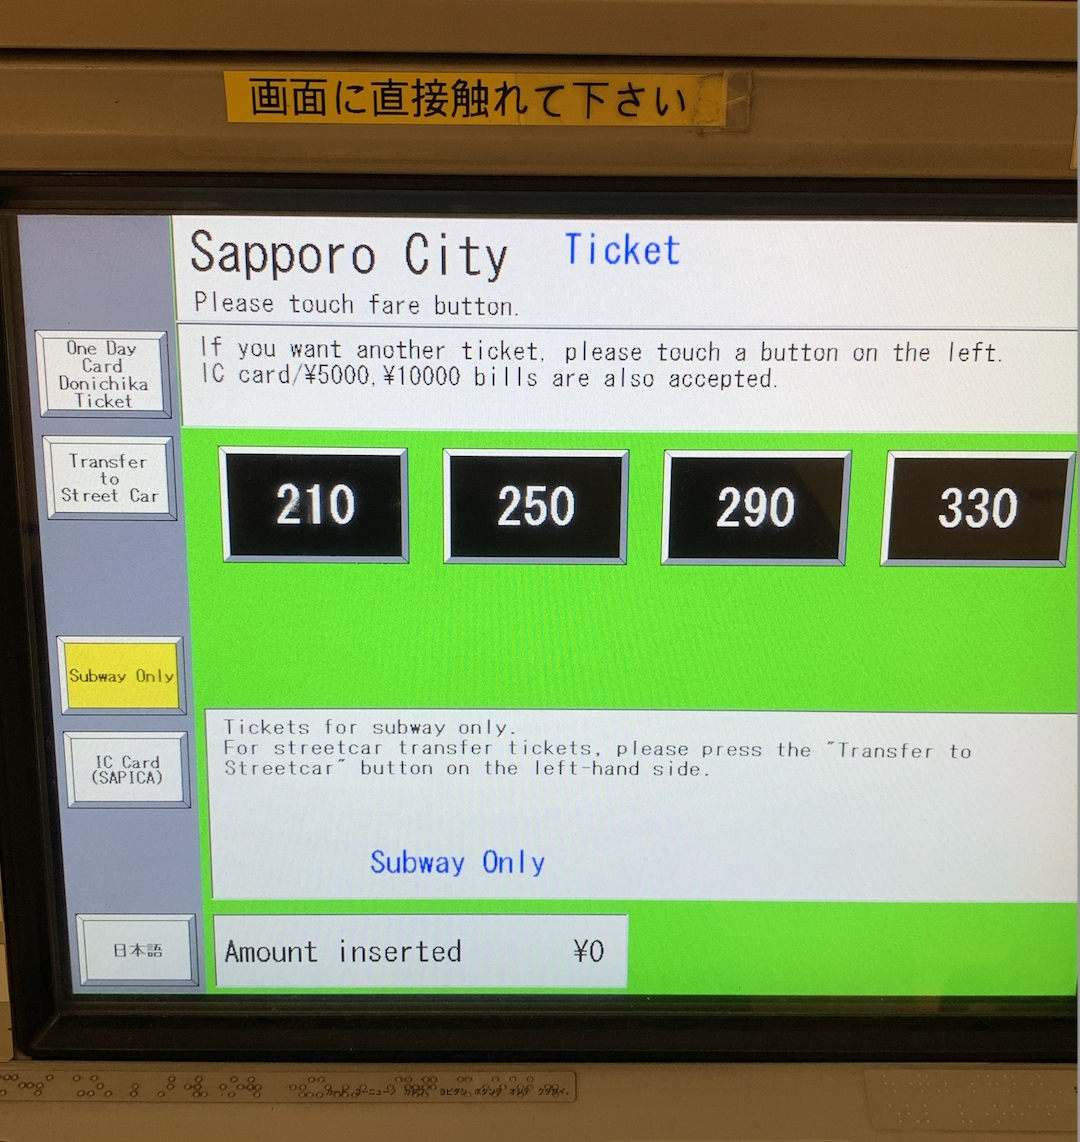 画面に直接触れて下さい
Sapporo City Ticket
Please touch fare button.
If you want another ticket, please touch a button on the left.
IC card/¥5000,¥10000 bills are also accepted.
One Day
Card
Donichika
Ticket
Transfer
to
Street Car
210 250 290 330
Subway Only
IC Card
(SAPICA)
Tickets for subway only.
For streetcar transfer tickets, please press the "Transfer to
Streetcar" button on the left-hand side.
Subway Only
日本語
Amount inserted ¥0